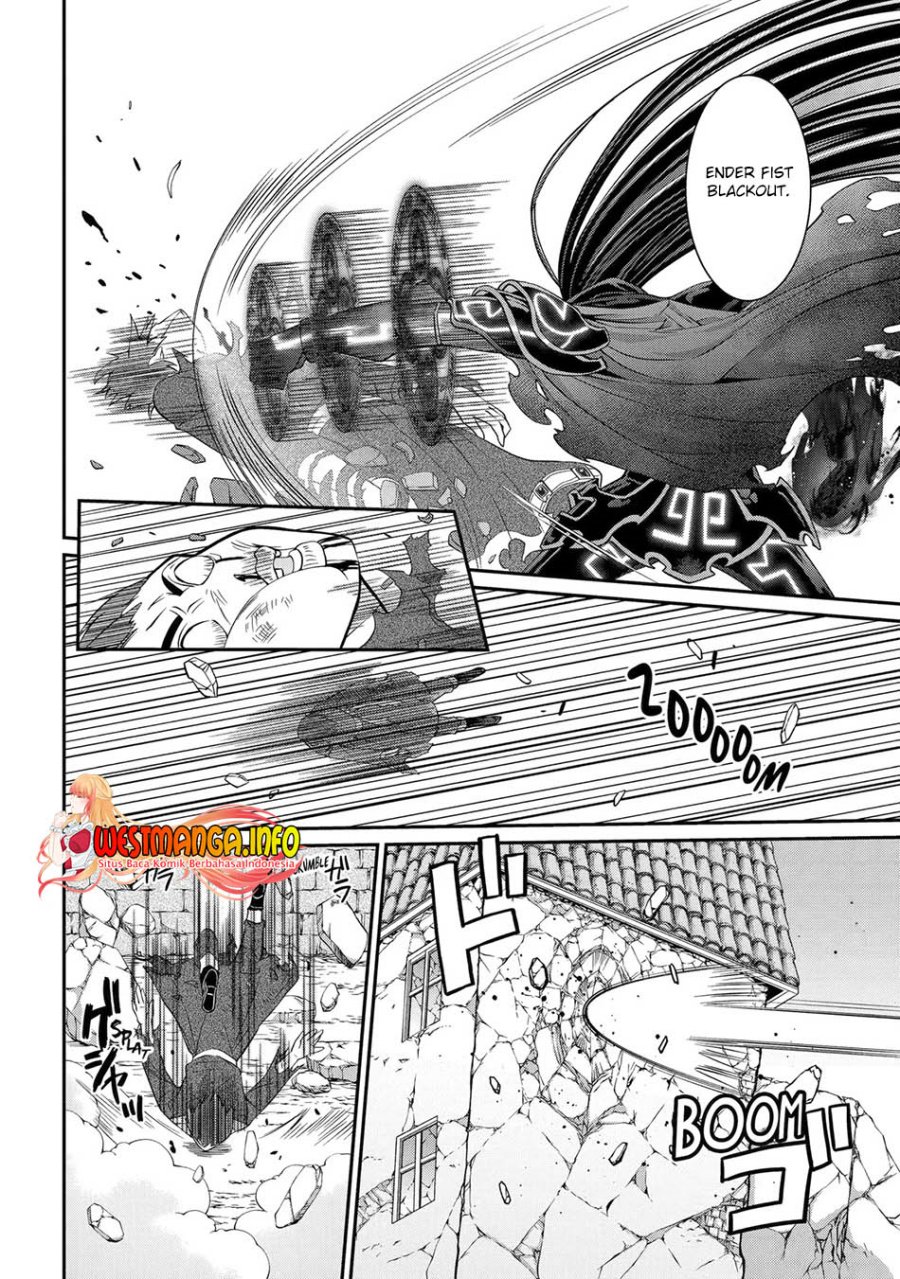 ENDER FIST
BLACKOUT.
ZOOOOOM
ド
BOOM
ゴ
WESTMANGA.INFO
Situs Baca Komik Berbahasa Indonesia
ガラ
RUMBLE
ガラ
グ
SPLAT
シャッ